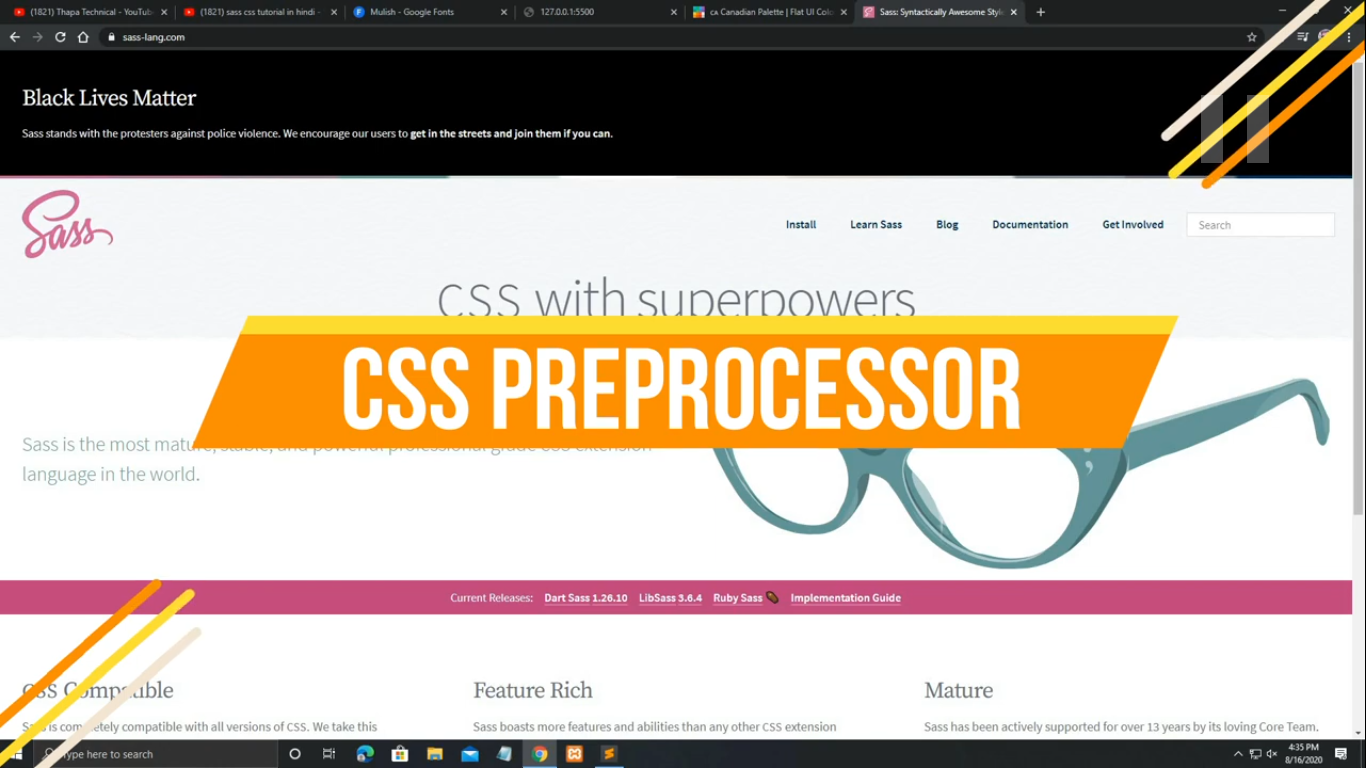 (1821) Thapa Technical - YouTub
(1821) sass css tutorial in hindi -
Mulish - Google Fonts
127.0.0.1:5500
CA Canadian Palette | Flat UI Colo
Sass: Syntactically Awesome Style
sass-lang.com
Black Lives Matter
Sass stands with the protesters against police violence. We encourage our users to get in the streets and join them if you can.
Sass
Install
Learn Sass
Blog
Documentation
Get Involved
Search
CSS with superpowers
CSS PREPROCESSOR
Sass is the most mature, stable, and powerful professional grade CSS extension
language in the world.
Current Releases: Dart Sass 1.26.10 LibSass 3.6.4 Ruby Sass Implementation Guide
CSS Compatible
Feature Rich
Mature
Sass is completely compatible with all versions of CSS. We take this
Sass boasts more features and abilities than any other CSS extension
Sass has been actively supported for over 13 years by its loving Core Team.
Type here to search
4:35 PM
8/16/2020